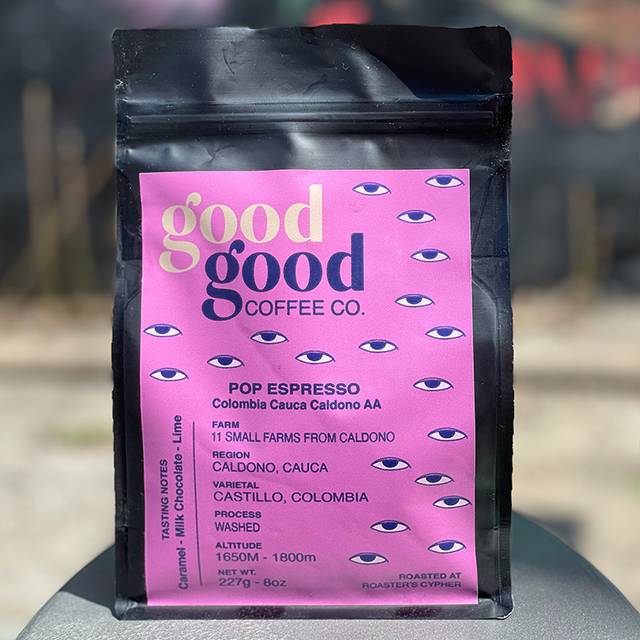 good
good
COFFEE CO.
POP ESPRESSO
Colombia Cauca Caldono AA
FARM
11 SMALL FARMS FROM CALDONO
REGION
CALDONO, CAUCA
VARIETAL
CASTILLO, COLOMBIA
PROCESS
WASHED
ALTITUDE
1650M - 1800m
NET WT.
227g - 8oz
TASTING NOTES
Caramel - Milk Chocolate - Lime
ROASTED AT
ROASTER'S CYPHER